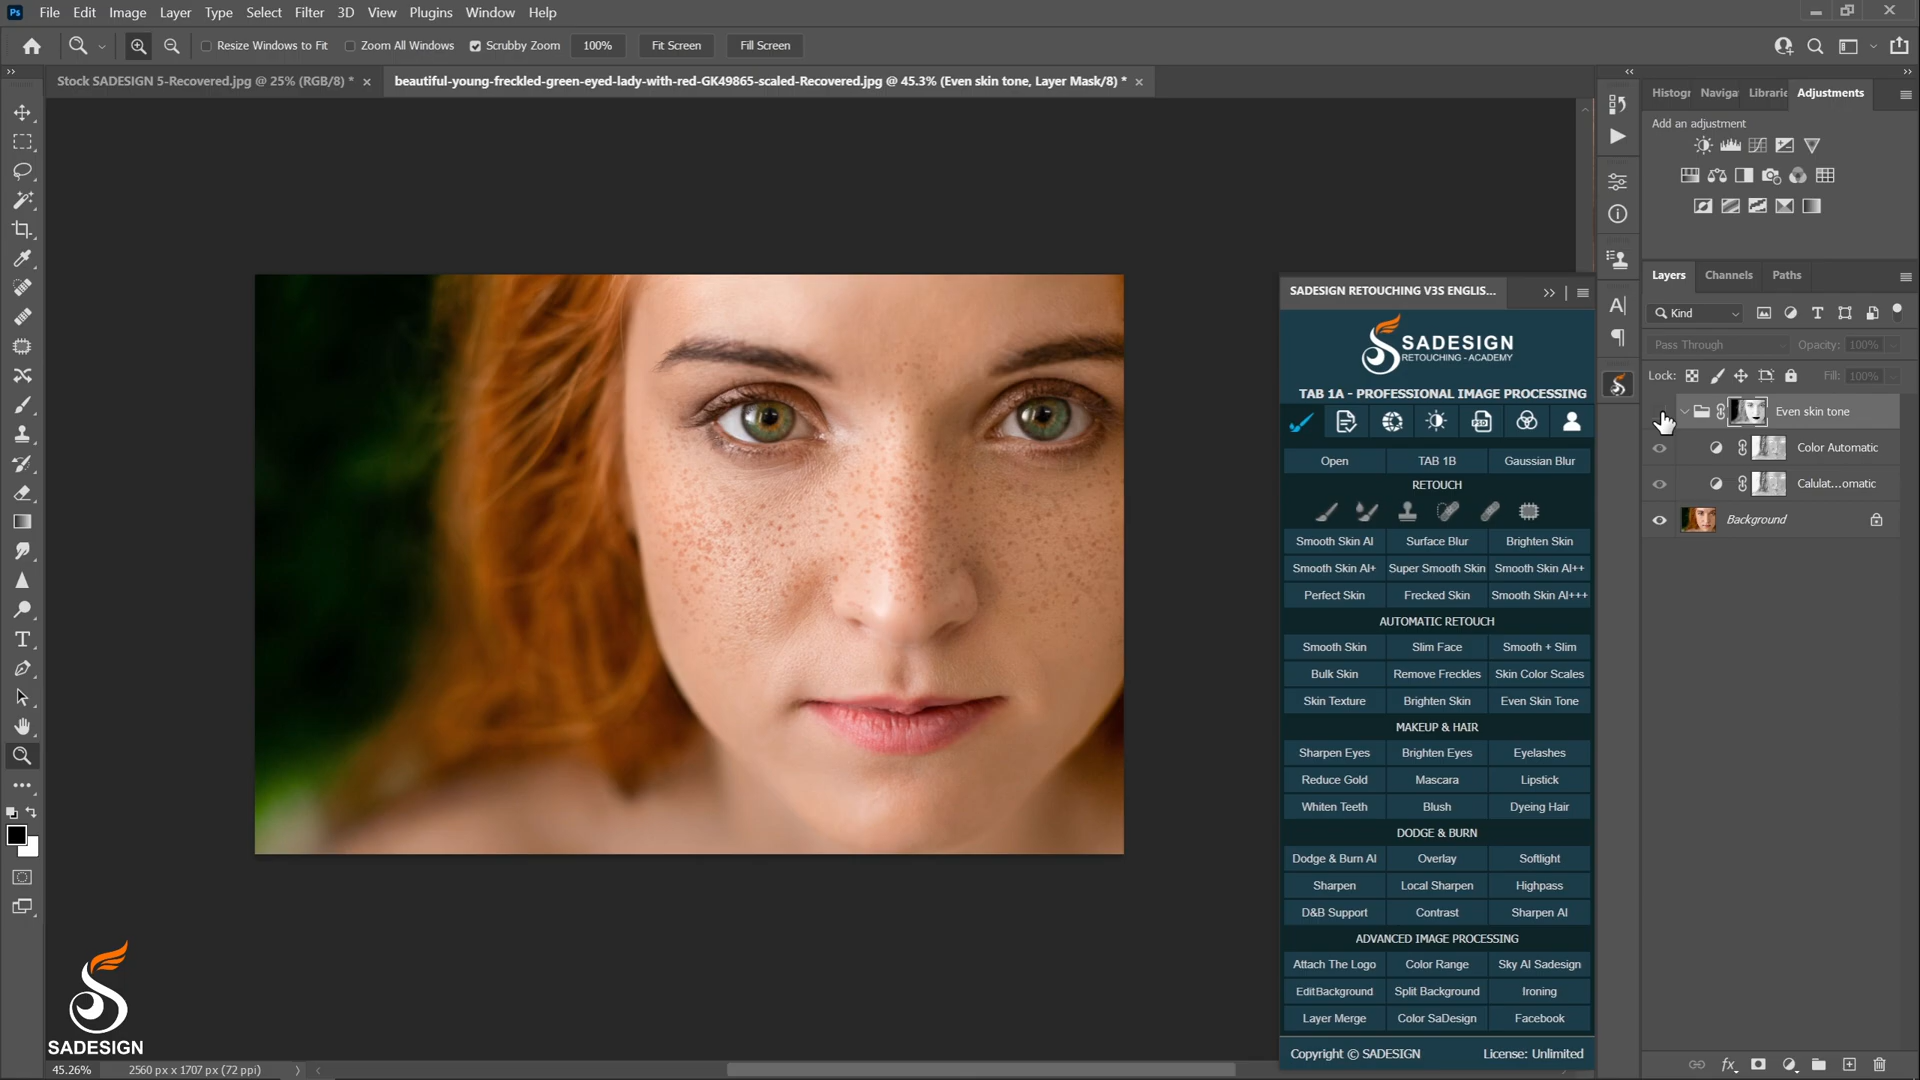 Ps File Edit Image Layer Type Select Filter 3D View Plugins Window Help
Resize Windows to Fit Zoom All Windows Scrubby Zoom 100% Fit Screen Fill Screen
Stock SADESIGN 5-Recovered.jpg @ 25% (RGB/8) * × beautiful-young-freckled-green-eyed-lady-with-red-GK49865-scaled-Recovered.jpg @ 45.3% (Even skin tone, Layer Mask/8) * ×
Histogr Naviga Librarie Adjustments
Add an adjustment
Layers Channels Paths
Kind
Pass Through Opacity: 100%
Lock: Fill: 100%
Even skin tone
Color Automatic
Calulat...omatic
Background
SADESIGN RETOUCHING V3S ENGLIS...
SADESIGN
RETOUCHING - ACADEMY
TAB 1A - PROFESSIONAL IMAGE PROCESSING
Open TAB 1B Gaussian Blur
RETOUCH
Smooth Skin AI Surface Blur Brighten Skin
Smooth Skin AI+ Super Smooth Skin Smooth Skin AI++
Perfect Skin Frecked Skin Smooth Skin AI+++
AUTOMATIC RETOUCH
Smooth Skin Slim Face Smooth + Slim
Bulk Skin Remove Freckles Skin Color Scales
Skin Texture Brighten Skin Even Skin Tone
MAKEUP & HAIR
Sharpen Eyes Brighten Eyes Eyelashes
Reduce Gold Mascara Lipstick
Whiten Teeth Blush Dyeing Hair
DODGE & BURN
Dodge & Burn AI Overlay Softlight
Sharpen Local Sharpen Highpass
D&B Support Contrast Sharpen AI
ADVANCED IMAGE PROCESSING
Attach The Logo Color Range Sky AI Sadesign
EditBackground Split Background Ironing
Layer Merge Color SaDesign Facebook
Copyright © SADESIGN License: Unlimited
SADESIGN
45.26% 2560 px x 1707 px (72 ppi)